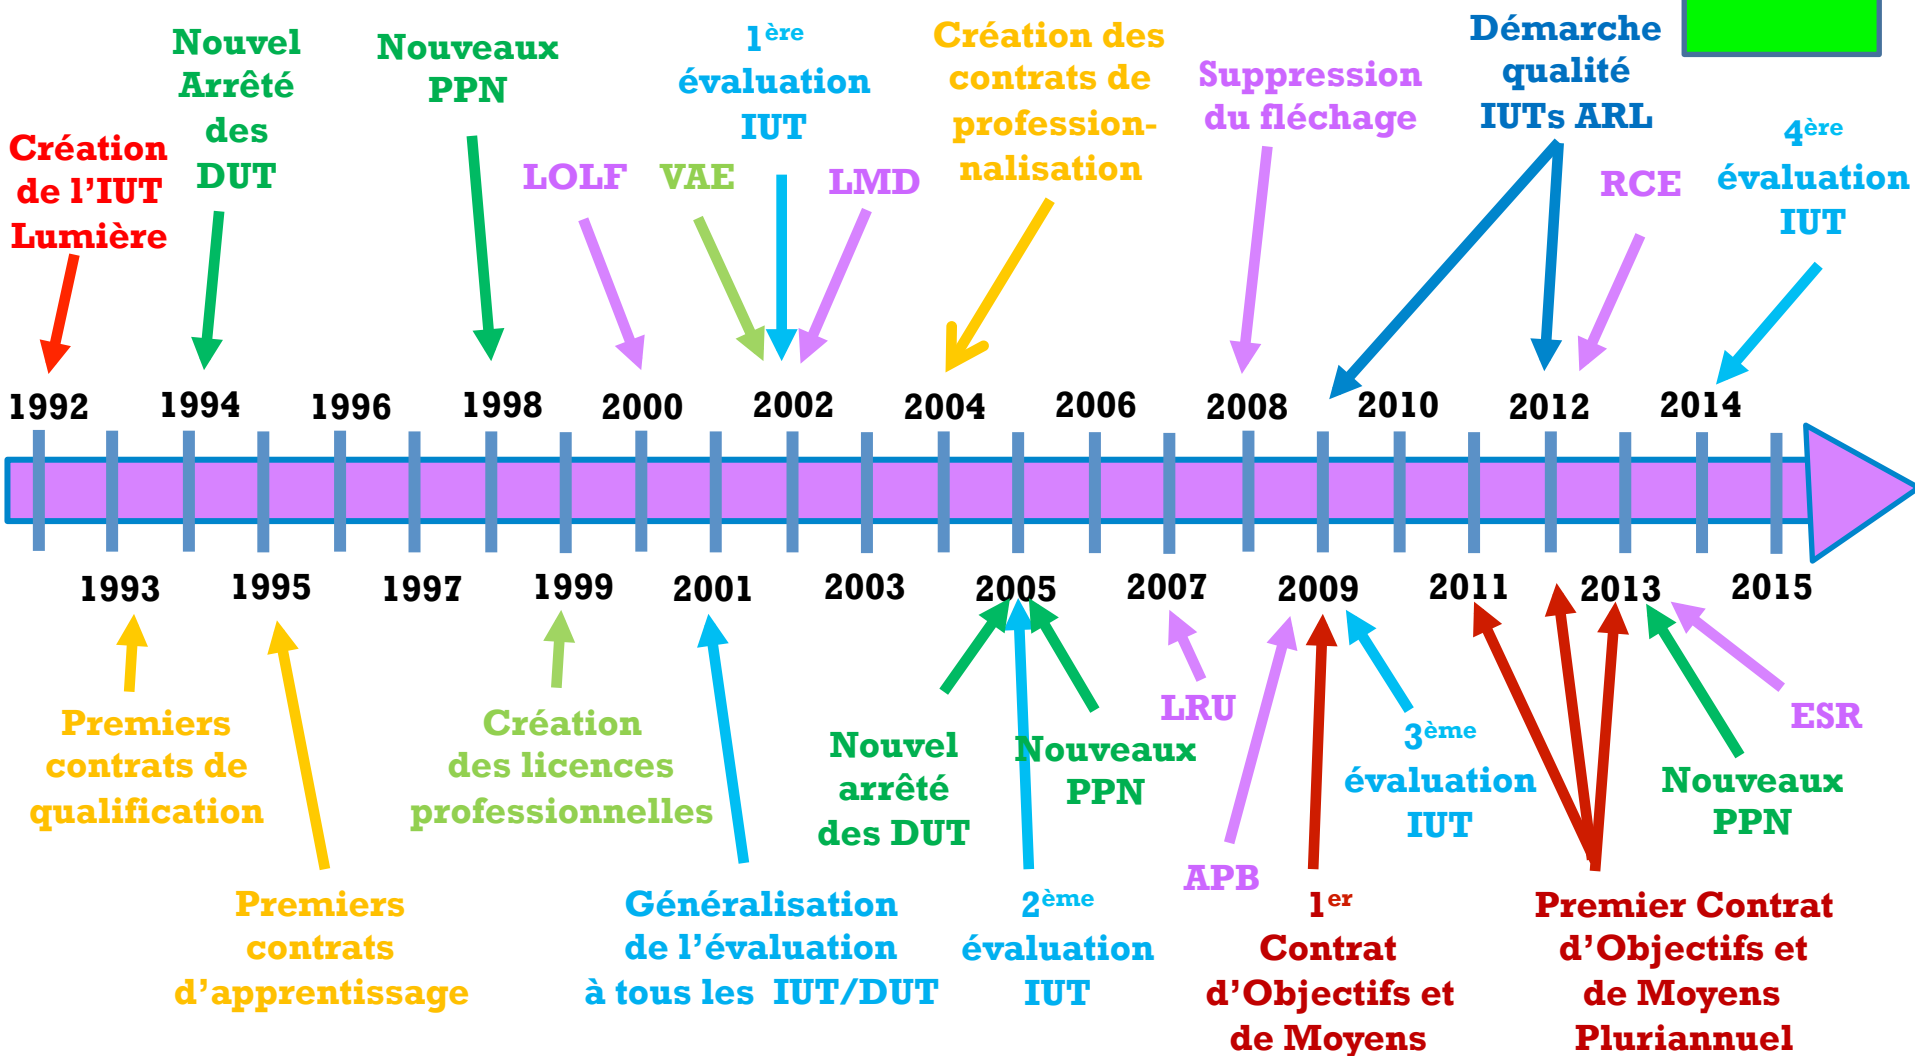 Création
de l’IUT
Lumière
Nouvel
Arrêté
des
DUT
Nouveaux
PPN
LOLF
VAE
1ère
évaluation
IUT
LMD
Création des
contrats de
profession-
nalisation
Suppression
du fléchage
Démarche
qualité
IUTs ARL
RCE
4ère
évaluation
IUT
1992 1994 1996 1998 2000 2002 2004 2006 2008 2010 2012 2014
1993 1995 1997 1999 2001 2003 2005 2007 2009 2011 2013 2015
Premiers
contrats de
qualification
Premiers
contrats
d’apprentissage
Création
des licences
professionnelles
Généralisation
de l’évaluation
à tous les IUT/DUT
Nouvel
arrêté
des DUT
2ème
évaluation
IUT
Nouveaux
PPN
LRU
APB
1er
Contrat
d’Objectifs et
de Moyens
3ème
évaluation
IUT
Premier Contrat
d’Objectifs et
de Moyens
Pluriannuel
Nouveaux
PPN
ESR